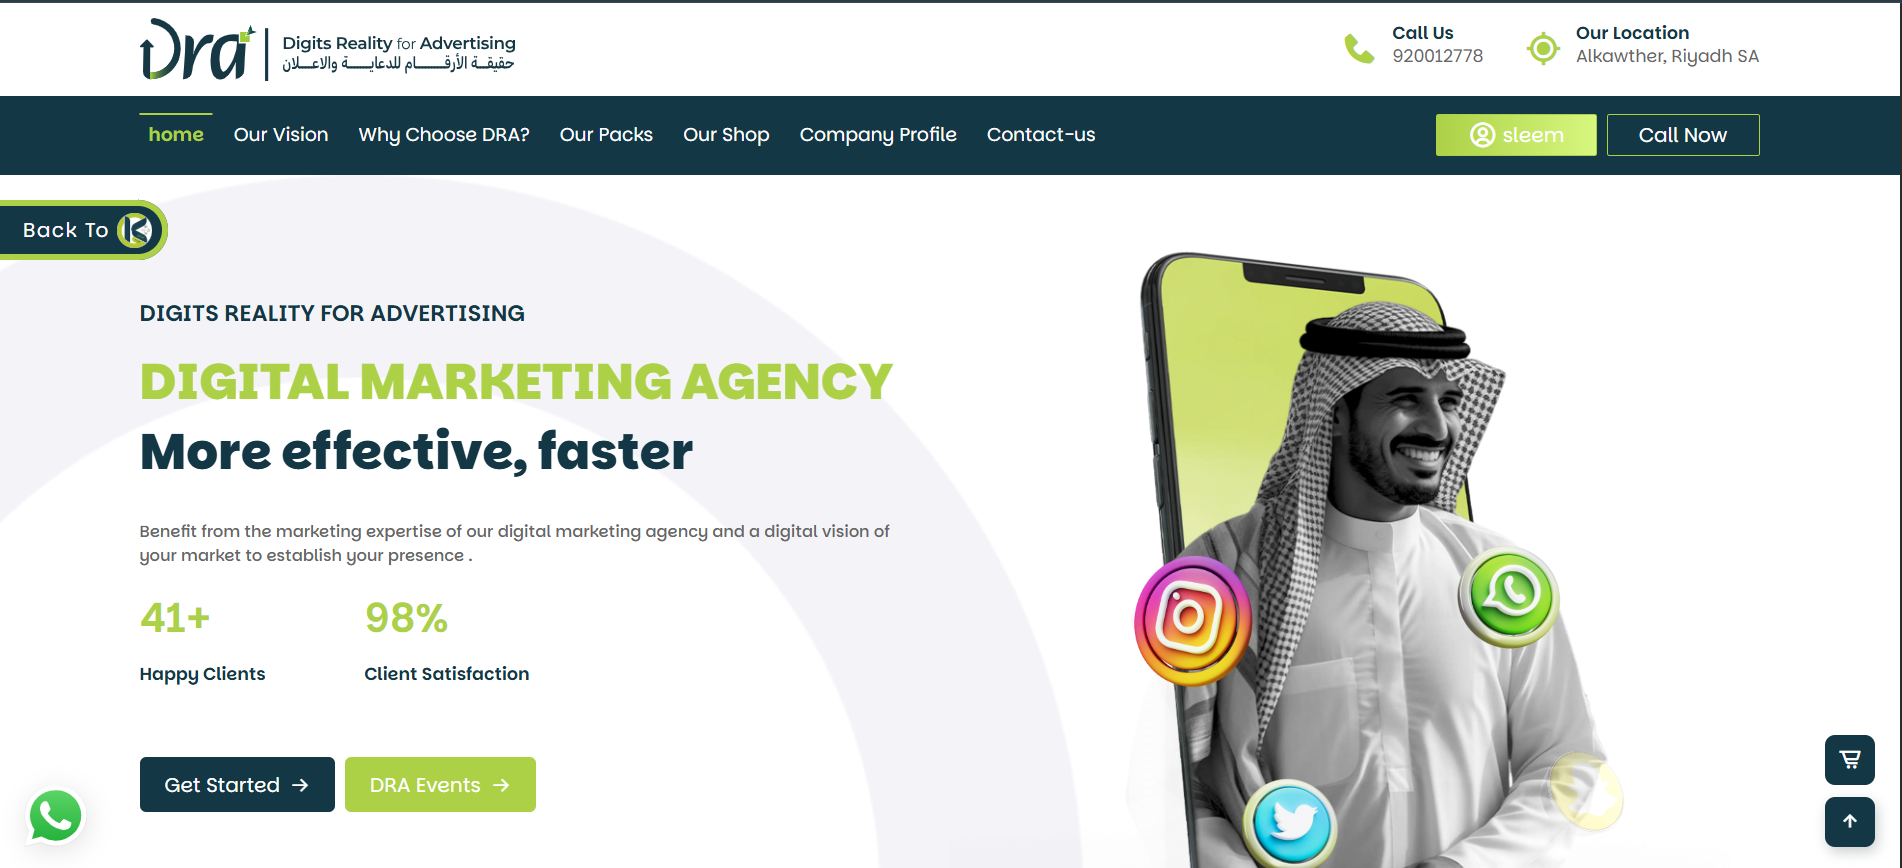 Dra
Digits Reality for Advertising
حقيقة الأرقام للدعاية والاعلان
Call Us
920012778
Our Location
Alkawther, Riyadh SA
home
Our Vision
Why Choose DRA?
Our Packs
Our Shop
Company Profile
Contact-us
sleem
Call Now
Back To
DIGITS REALITY FOR ADVERTISING
DIGITAL MARKETING AGENCY
More effective, faster
Benefit from the marketing expertise of our digital marketing agency and a digital vision of
your market to establish your presence .
41+
98%
Happy Clients
Client Satisfaction
Get Started
DRA Events